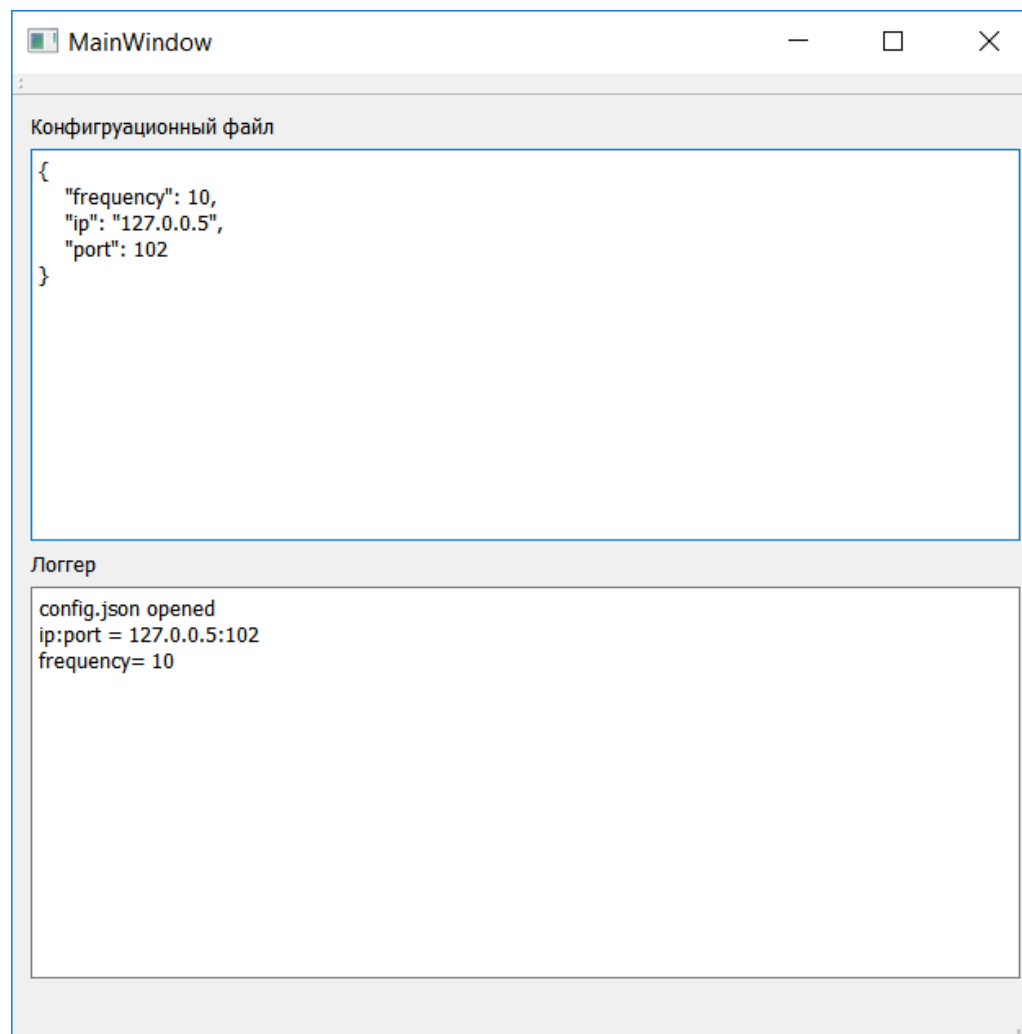 MainWindow
Конфигруационный файл
{
"frequency": 10,
"ip": "127.0.0.5",
"port": 102
}
Логгер
config.json opened
ip:port = 127.0.0.5:102
frequency= 10